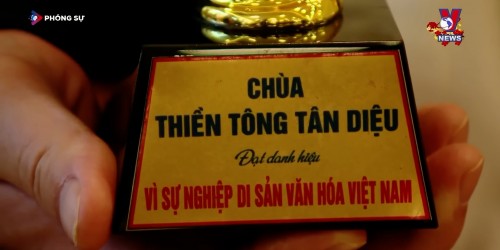 PHÓNG SỰ
V
NEWS
CHÙA
THIỀN TÔNG TÂN DIỆU
Đạt danh hiệu
VÌ SỰ NGHIỆP DI SẢN VĂN HÓA VIỆT NAM